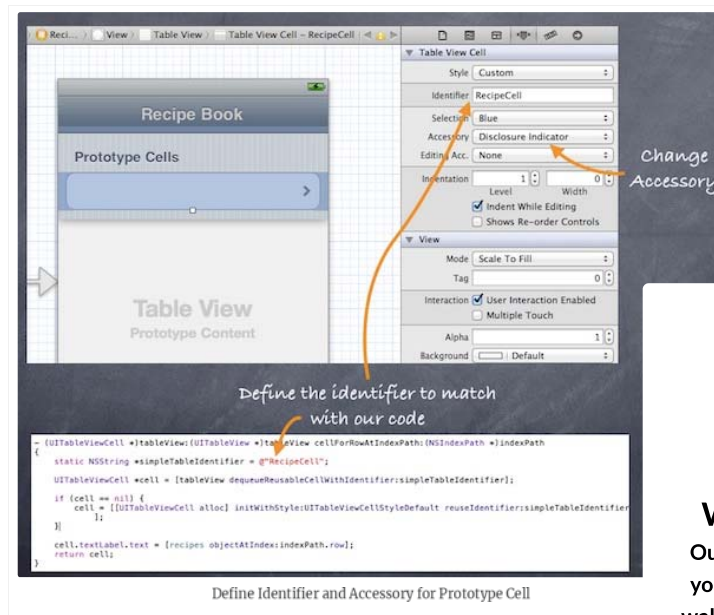 Reci... View Table View Table View Cell – RecipeCell
Table View Cell
Style Custom
Identifier RecipeCell
Selection Blue
Accessory Disclosure Indicator
Editing Acc. None
Indentation 1 0
Level Width
Indent While Editing
Shows Re-order Controls
View
Mode Scale To Fill
Tag 0
Interaction User Interaction Enabled
Multiple Touch
Alpha 1
Background Default
Recipe Book
Prototype Cells
Table View
Prototype Content
Change
Accessory
Define the identifier to match
with our code
- (UITableViewCell *)tableView:(UITableView *)tableView cellForRowAtIndexPath:(NSIndexPath *)indexPath
{
static NSString *simpleTableIdentifier = @"RecipeCell";
UITableViewCell *cell = [tableView dequeueReusableCellWithIdentifier:simpleTableIdentifier];
if (cell == nil) {
cell = [[UITableViewCell alloc] initWithStyle:UITableViewCellStyleDefault reuseIdentifier:simpleTableIdentifier
];
}
cell.textLabel.text = [recipes objectAtIndex:indexPath.row];
return cell;
}
Define Identifier and Accessory for Prototype Cell